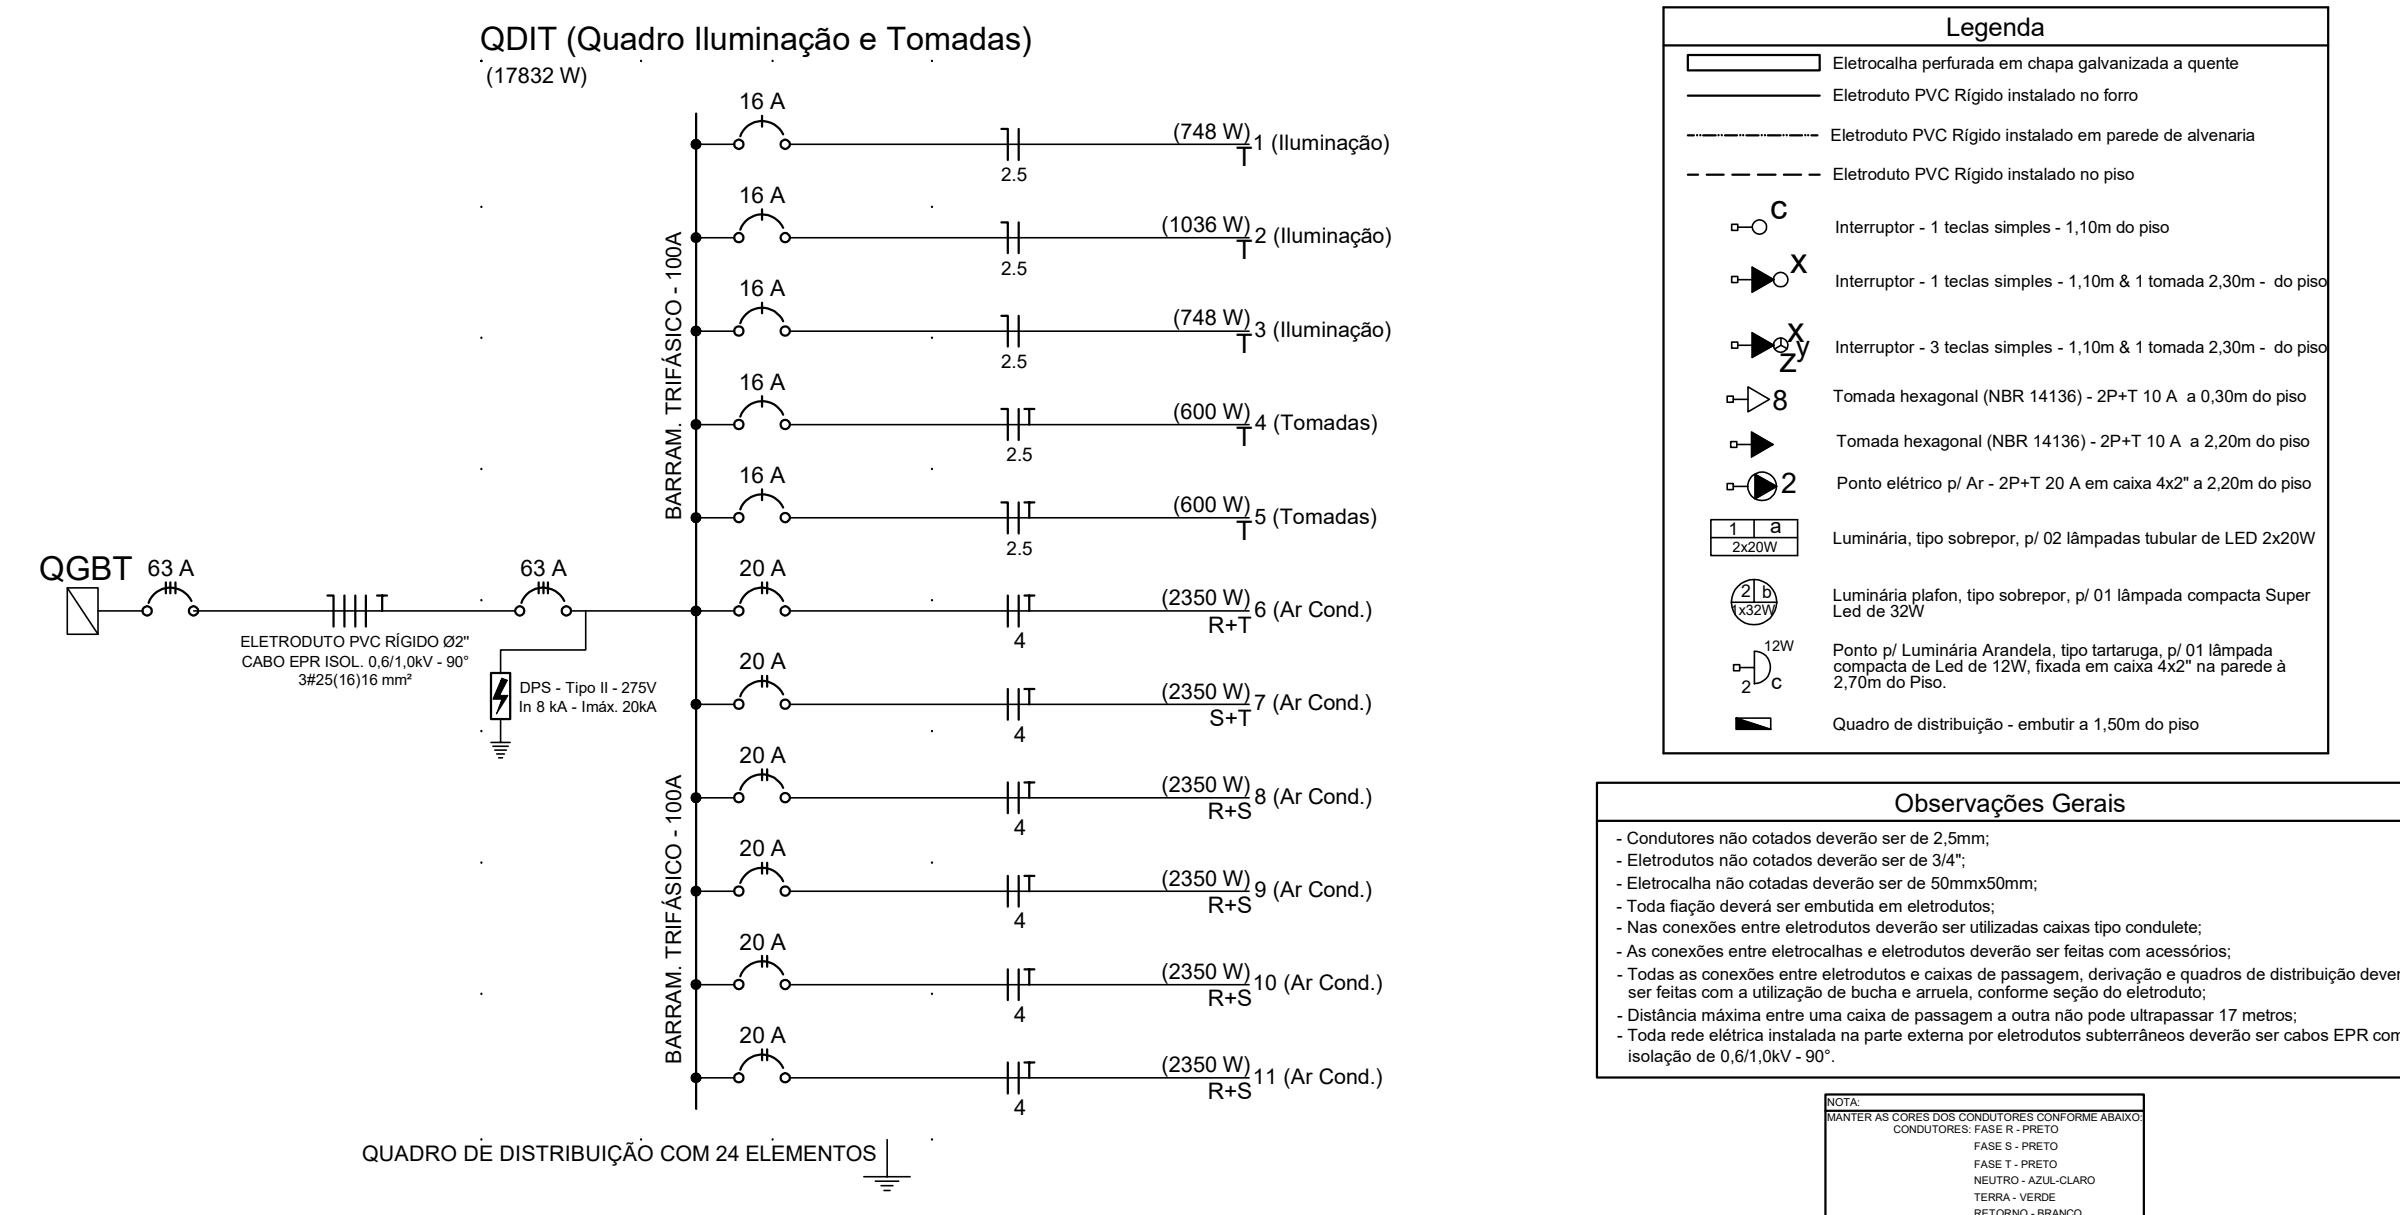 QDIT (Quadro Iluminação e Tomadas)
(17832 W)
16 A
(748 W)
T
1 (Iluminação)
2.5
16 A
(1036 W)
T
2 (Iluminação)
2.5
16 A
(748 W)
T
3 (Iluminação)
2.5
16 A
(600 W)
T
4 (Tomadas)
2.5
16 A
(600 W)
T
5 (Tomadas)
2.5
BARRAM. TRIFÁSICO - 100A
QGBT
63 A
ELETRODUTO PVC RÍGIDO Ø2"
CABO EPR ISOL. 0,6/1,0kV - 90°
3#25(16)16 mm²
63 A
DPS - Tipo II - 275V
In 8 kA - Imáx. 20kA
20 A
(2350 W)
R+T
6 (Ar Cond.)
4
20 A
(2350 W)
S+T
7 (Ar Cond.)
4
20 A
(2350 W)
R+S
8 (Ar Cond.)
4
20 A
(2350 W)
R+S
9 (Ar Cond.)
4
20 A
(2350 W)
R+S
10 (Ar Cond.)
4
20 A
(2350 W)
R+S
11 (Ar Cond.)
4
BARRAM. TRIFÁSICO - 100A
QUADRO DE DISTRIBUIÇÃO COM 24 ELEMENTOS
Legenda
Eletrocalha perfurada em chapa galvanizada a quente
Eletroduto PVC Rígido instalado no forro
Eletroduto PVC Rígido instalado em parede de alvenaria
Eletroduto PVC Rígido instalado no piso
C
Interruptor - 1 teclas simples - 1,10m do piso
X
Interruptor - 1 teclas simples - 1,10m & 1 tomada 2,30m - do piso
X
y
Z
Interruptor - 3 teclas simples - 1,10m & 1 tomada 2,30m - do piso
8
Tomada hexagonal (NBR 14136) - 2P+T 10 A a 0,30m do piso
Tomada hexagonal (NBR 14136) - 2P+T 10 A a 2,20m do piso
2
Ponto elétrico p/ Ar - 2P+T 20 A em caixa 4x2" a 2,20m do piso
1 a
2x20W
Luminária, tipo sobrepor, p/ 02 lâmpadas tubular de LED 2x20W
2 b
1x32W
Luminária plafon, tipo sobrepor, p/ 01 lâmpada compacta Super
Led de 32W
12W
2 c
Ponto p/ Luminária Arandela, tipo tartaruga, p/ 01 lâmpada
compacta de Led de 12W, fixada em caixa 4x2" na parede à
2,70m do Piso.
Quadro de distribuição - embutir a 1,50m do piso
Observações Gerais
- Condutores não cotados deverão ser de 2,5mm;
- Eletrodutos não cotados deverão ser de 3/4";
- Eletrocalha não cotadas deverão ser de 50mmx50mm;
- Toda fiação deverá ser embutida em eletrodutos;
- Nas conexões entre eletrodutos deverão ser utilizadas caixas tipo condulete;
- As conexões entre eletrocalhas e eletrodutos deverão ser feitas com acessórios;
- Todas as conexões entre eletrodutos e caixas de passagem, derivação e quadros de distribuição dever
ser feitas com a utilização de bucha e arruela, conforme seção do eletroduto;
- Distância máxima entre uma caixa de passagem a outra não pode ultrapassar 17 metros;
- Toda rede elétrica instalada na parte externa por eletrodutos subterrâneos deverão ser cabos EPR com
isolação de 0,6/1,0kV - 90°.
NOTA:
MANTER AS CORES DOS CONDUTORES CONFORME ABAIXO:
CONDUTORES: FASE R - PRETO
FASE S - PRETO
FASE T - PRETO
NEUTRO - AZUL-CLARO
TERRA - VERDE
RETORNO - BRANCO